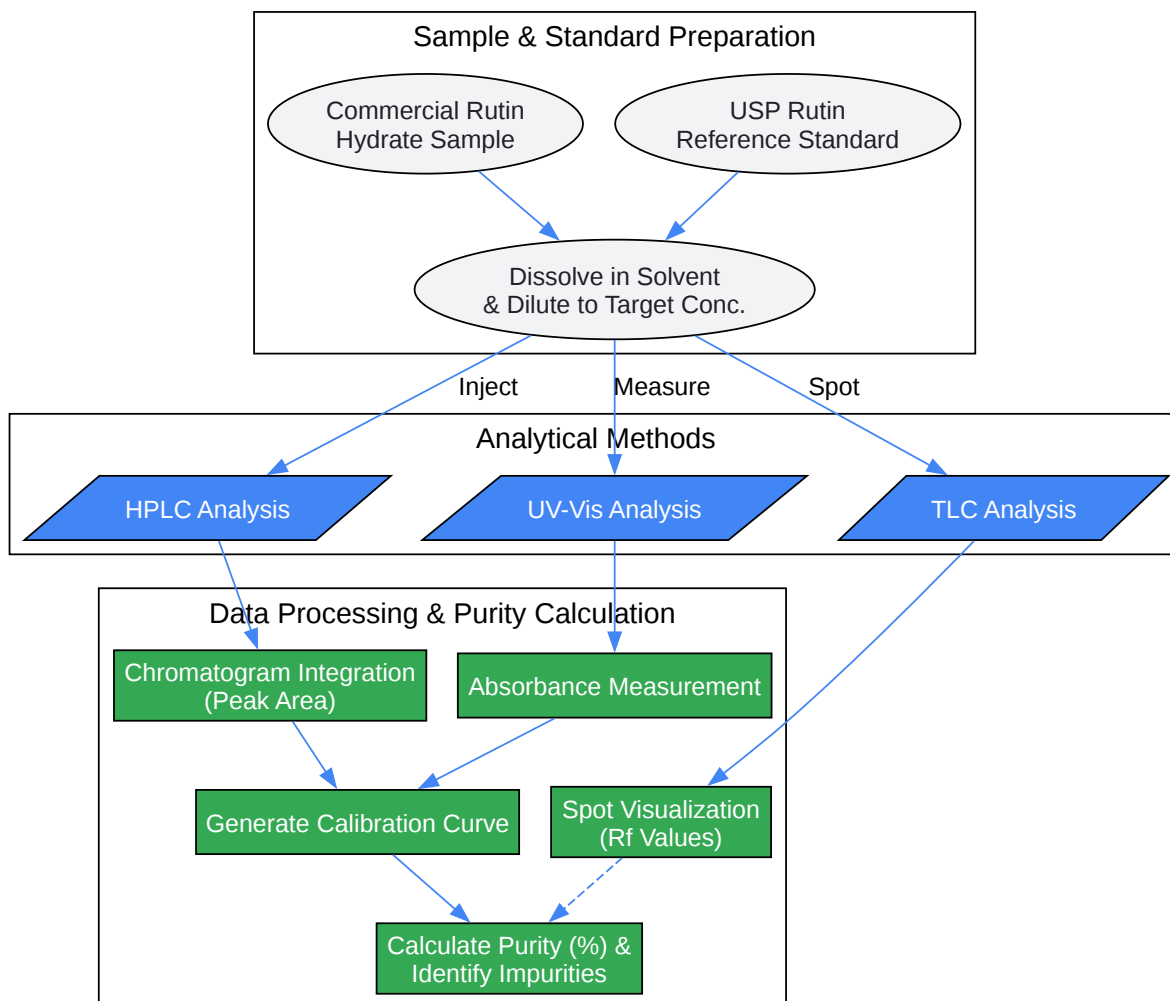 Sample & Standard Preparation
Commercial Rutin
Hydrate Sample
USP Rutin
Reference Standard
Dissolve in Solvent
& Dilute to Target Conc.
Inject
Measure
Spot
Analytical Methods
HPLC Analysis
UV-Vis Analysis
TLC Analysis
Data Processing & Purity Calculation
Chromatogram Integration
(Peak Area)
Absorbance Measurement
Generate Calibration Curve
Spot Visualization
(Rf Values)
Calculate Purity (%) &
Identify Impurities